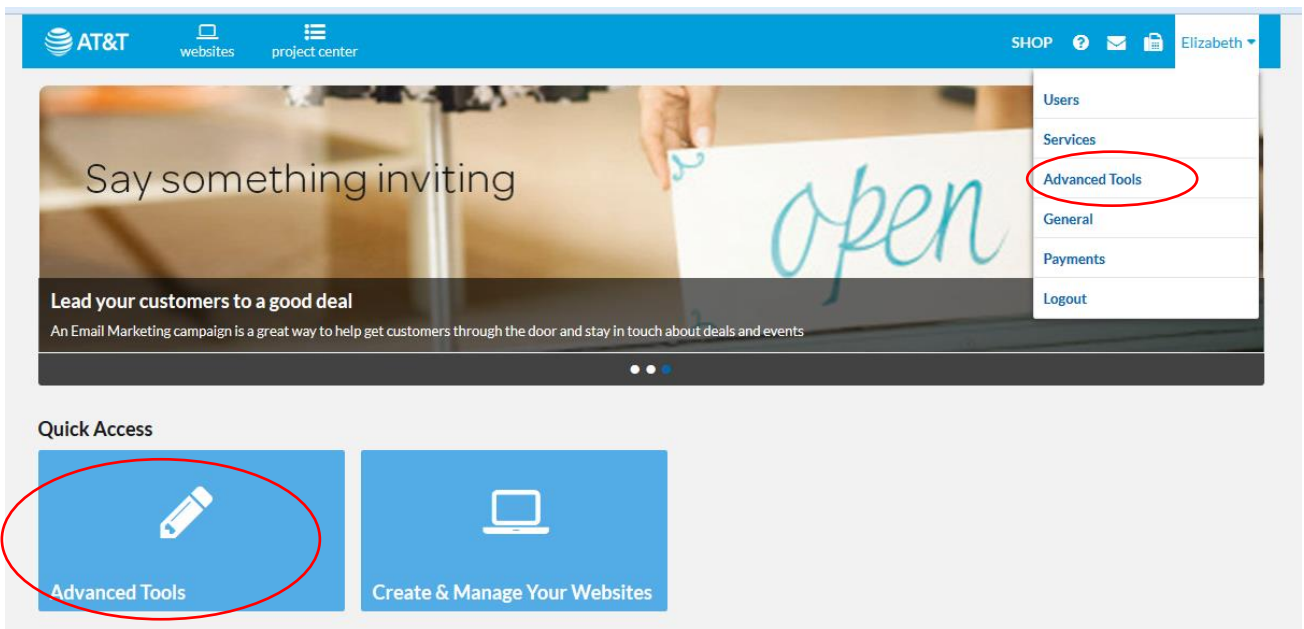 AT&T
websites
project center
SHOP
?
Elizabeth
Users
Services
Advanced Tools
General
Payments
Logout
Say something inviting
open
Lead your customers to a good deal
An Email Marketing campaign is a great way to help get customers through the door and stay in touch about deals and events
Quick Access
Advanced Tools
Create & Manage Your Websites